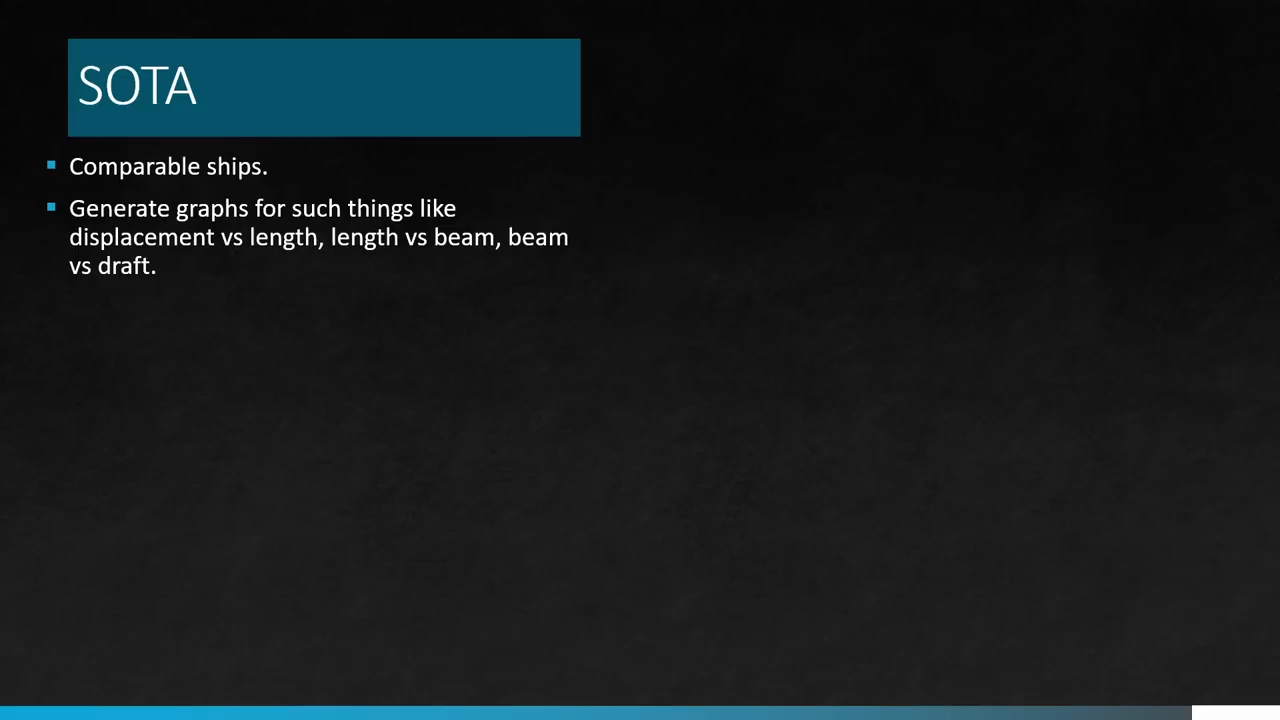 SOTA
Comparable ships.
Generate graphs for such things like
displacement vs length, length vs beam, beam
vs draft.